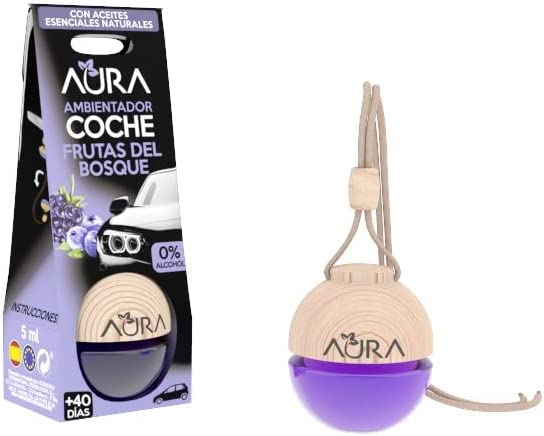 CON ACEITES
ESENCIALES NATURALES
AURA
AMBIENTADOR
COCHE
FRUTAS DEL
BOSQUE
0%
ALCOHOL
AURA
INSTRUCCIONES
5 ml
+40
DÍAS
AURA